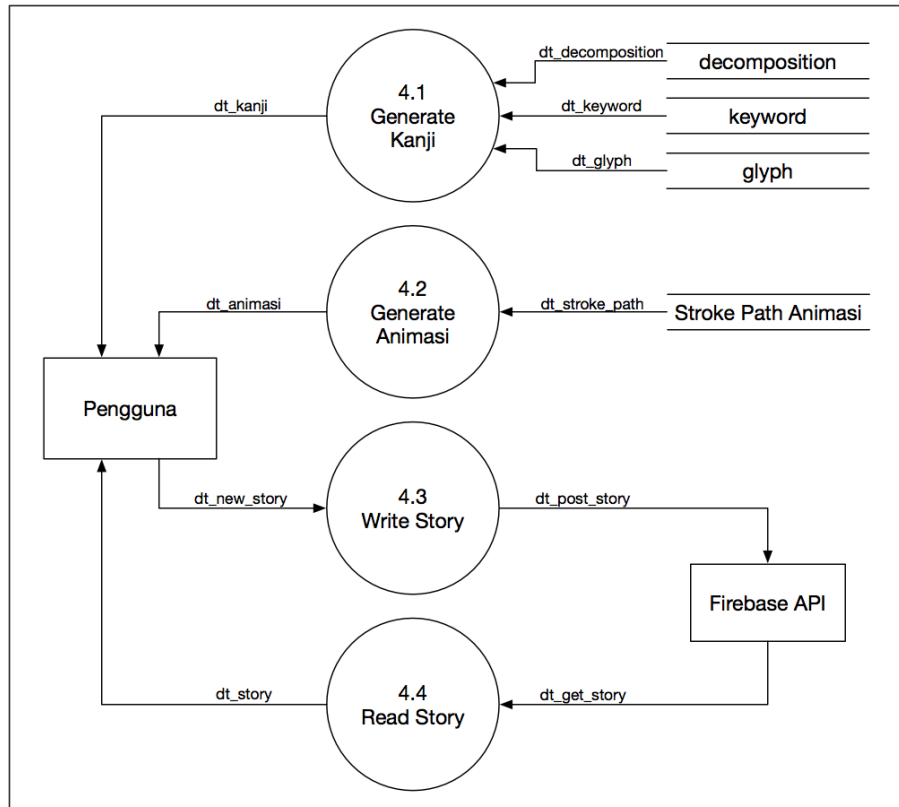 dt_decomposition
decomposition
4.1
Generate
Kanji
dt_kanji
dt_keyword
keyword
dt_glyph
glyph
4.2
Generate
Animasi
dt_animasi
dt_stroke_path
Stroke Path Animasi
Pengguna
4.3
Write Story
dt_new_story
dt_post_story
Firebase API
4.4
Read Story
dt_story
dt_get_story